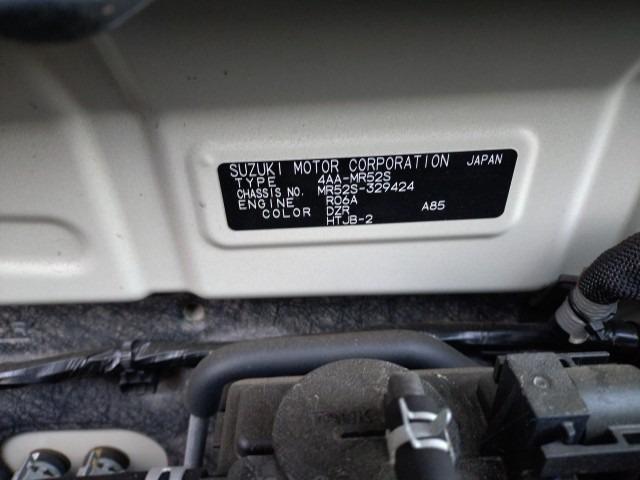 SUZUKI MOTOR CORPORATION JAPAN
TYPE 4AA-MR52S
CHASSIS NO. MR52S-329424
ENGINE R06A
COLOR DZR A85
HTJB-2